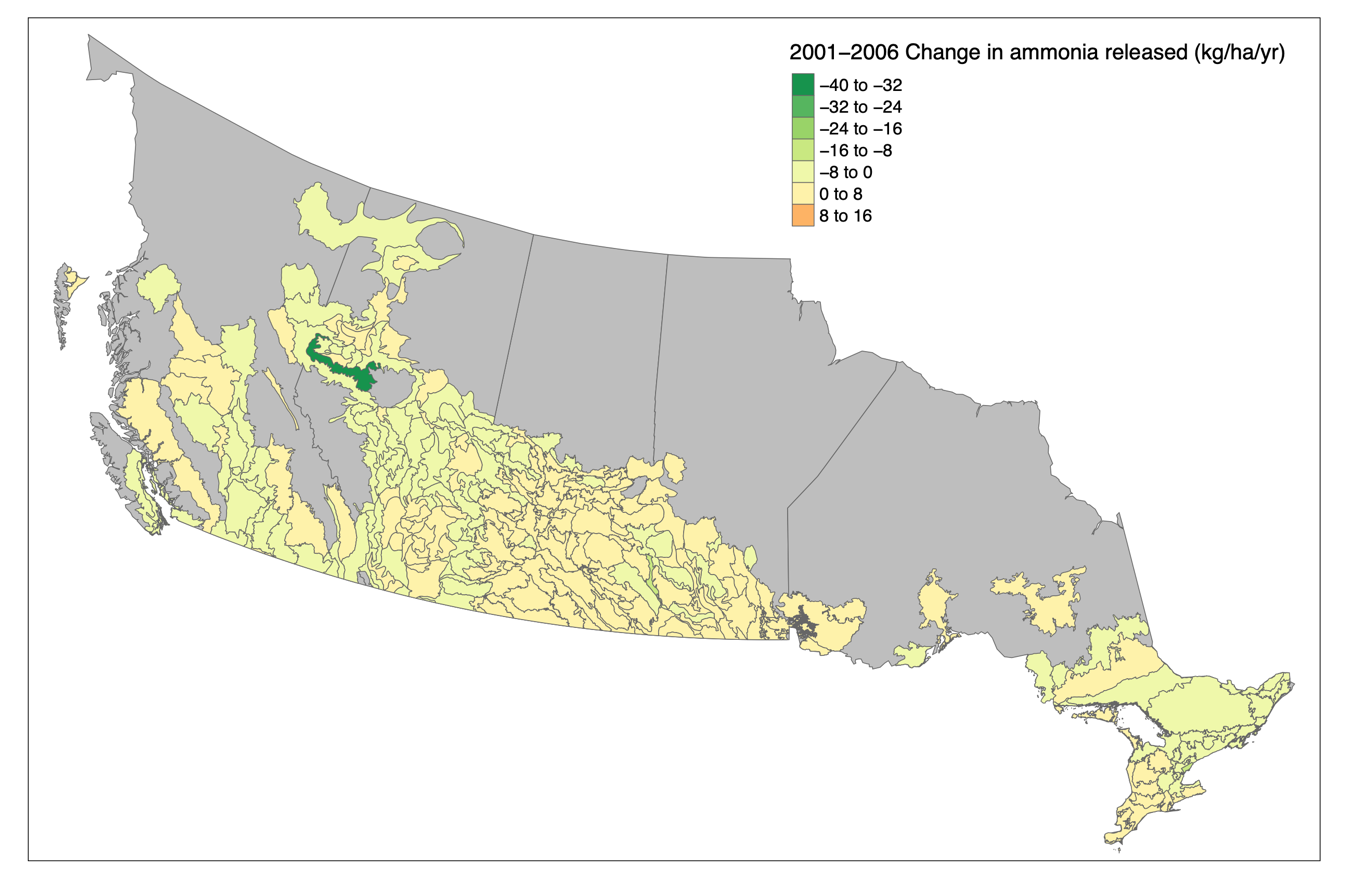 2001−2006 Change in ammonia released (kg/ha/yr)
−40 to −32
−32 to −24
−24 to −16
−16 to −8
−8 to 0
0 to 8
8 to 16